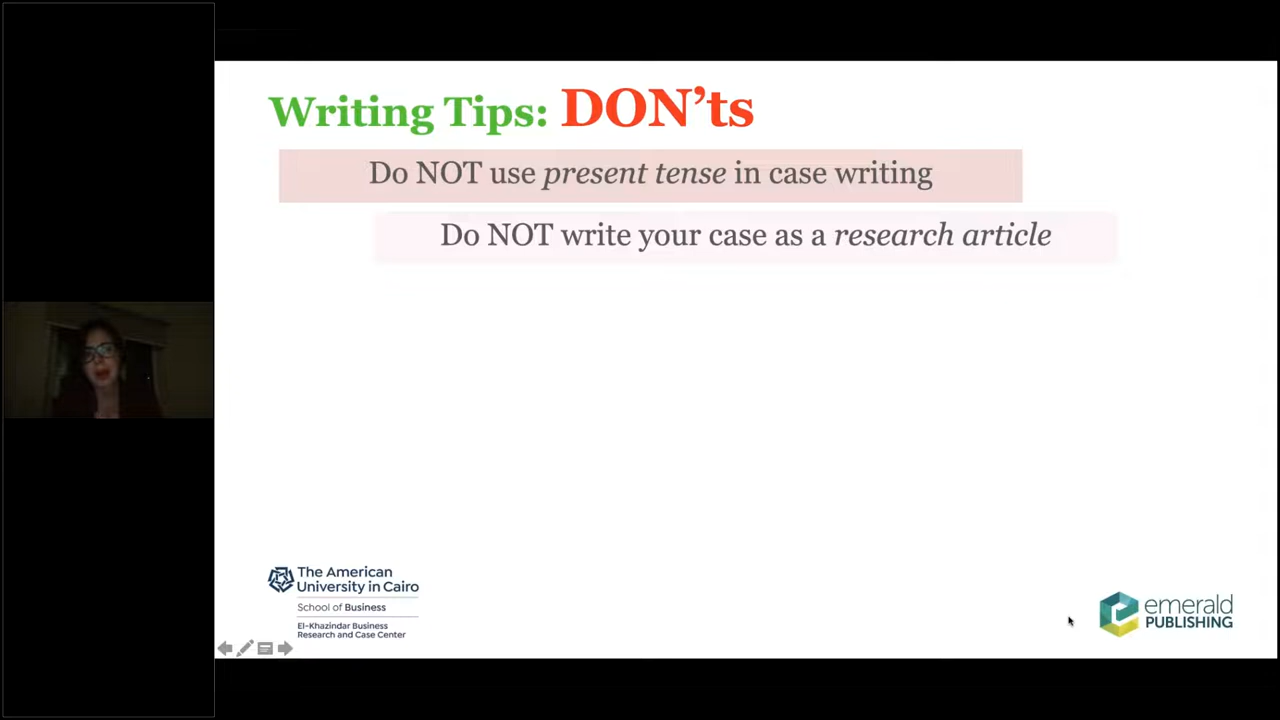 Writing Tips: DON'ts
Do NOT use present tense in case writing
Do NOT write your case as a research article
The American
University in Cairo
School of Business
El-Khazindar Business
Research and Case Center
emerald
PUBLISHING